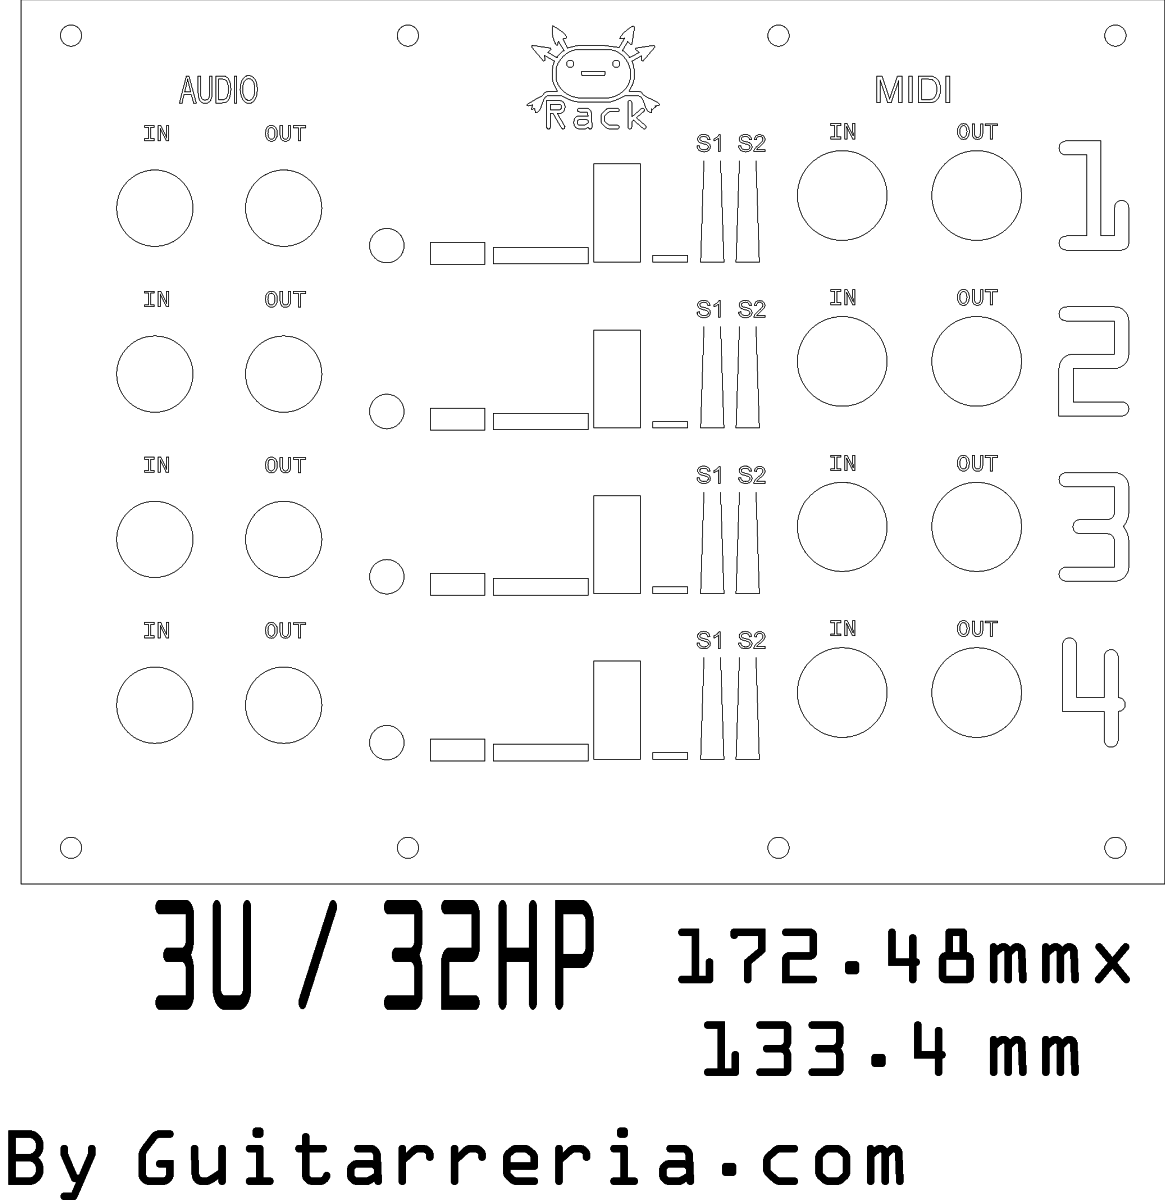 Rack
AUDIO MIDI
IN OUT S1 S2 IN OUT 1
IN OUT S1 S2 IN OUT 2
IN OUT S1 S2 IN OUT 3
IN OUT S1 S2 IN OUT 4
3U / 32HP 172.48mmx
133.4 mm
By Guitarreria.com